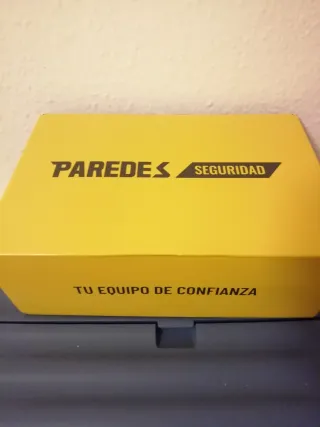 PAREDES SEGURIDAD
TU EQUIPO DE CONFIANZA